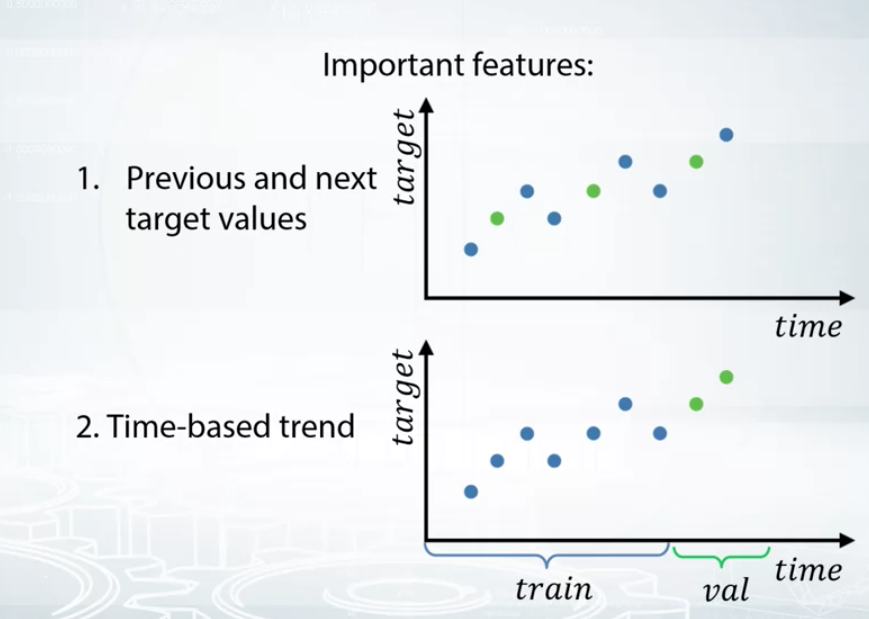 Important features:
target
1. Previous and next
target values
time
target
2. Time-based trend
time
train
val